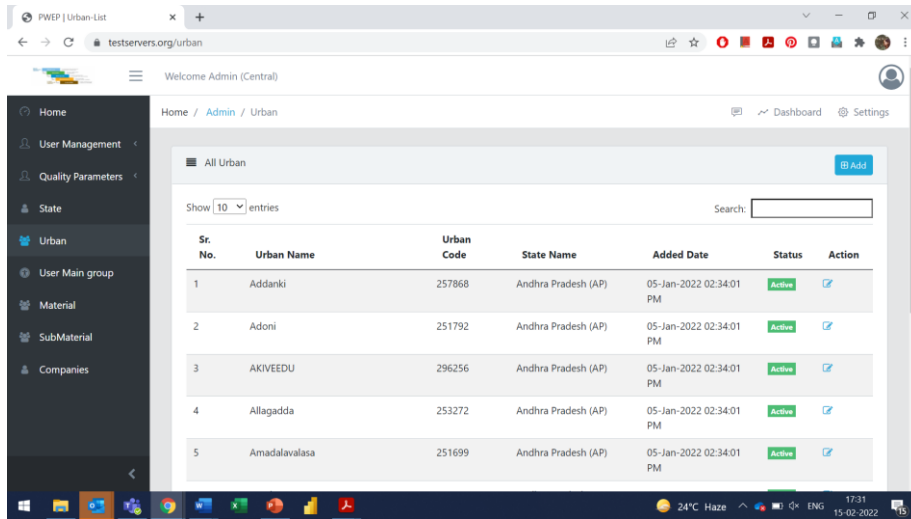 PWEP | Urban-List
testservers.org/urban
Welcome Admin (Central)
Home
Home / Admin / Urban
Dashboard
Settings
User Management
Quality Parameters
State
Urban
User Main group
Material
SubMaterial
Companies
All Urban
Add
Show 10 entries
Search:
Sr. No. Urban Name Urban Code State Name Added Date Status Action
1 Addanki 257868 Andhra Pradesh (AP) 05-Jan-2022 02:34:01 PM Active
2 Adoni 251792 Andhra Pradesh (AP) 05-Jan-2022 02:34:01 PM Active
3 AKIVEEDU 296256 Andhra Pradesh (AP) 05-Jan-2022 02:34:01 PM Active
4 Allagadda 253272 Andhra Pradesh (AP) 05-Jan-2022 02:34:01 PM Active
5 Amadalavalasa 251699 Andhra Pradesh (AP) 05-Jan-2022 02:34:01 PM Active
24°C Haze
ENG
17:31
15-02-2022
15